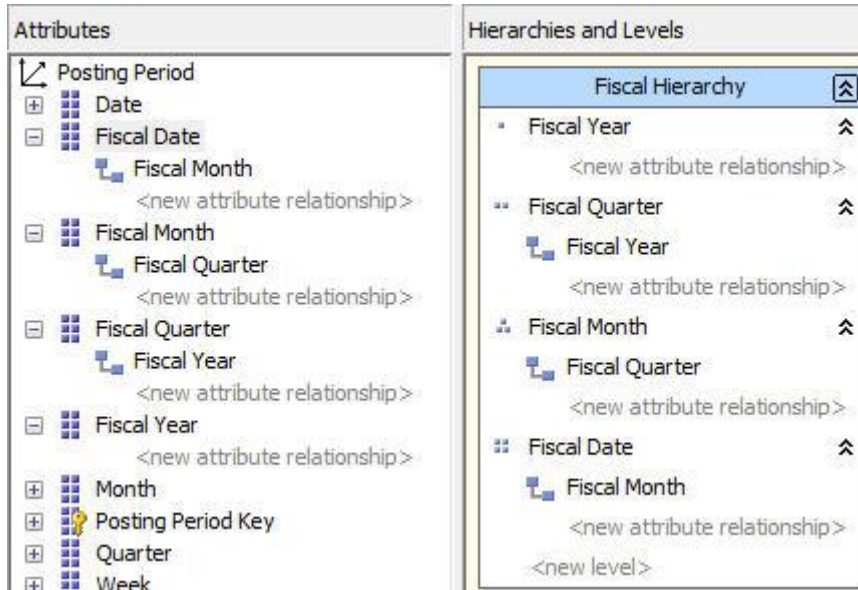 Attributes
Posting Period
Date
Fiscal Date
Fiscal Month
<new attribute relationship>
Fiscal Month
Fiscal Quarter
<new attribute relationship>
Fiscal Quarter
Fiscal Year
<new attribute relationship>
Fiscal Year
<new attribute relationship>
Month
Posting Period Key
Quarter
Week
Hierarchies and Levels
Fiscal Hierarchy
Fiscal Year
<new attribute relationship>
Fiscal Quarter
Fiscal Year
<new attribute relationship>
Fiscal Month
Fiscal Quarter
<new attribute relationship>
Fiscal Date
Fiscal Month
<new attribute relationship>
<new level>